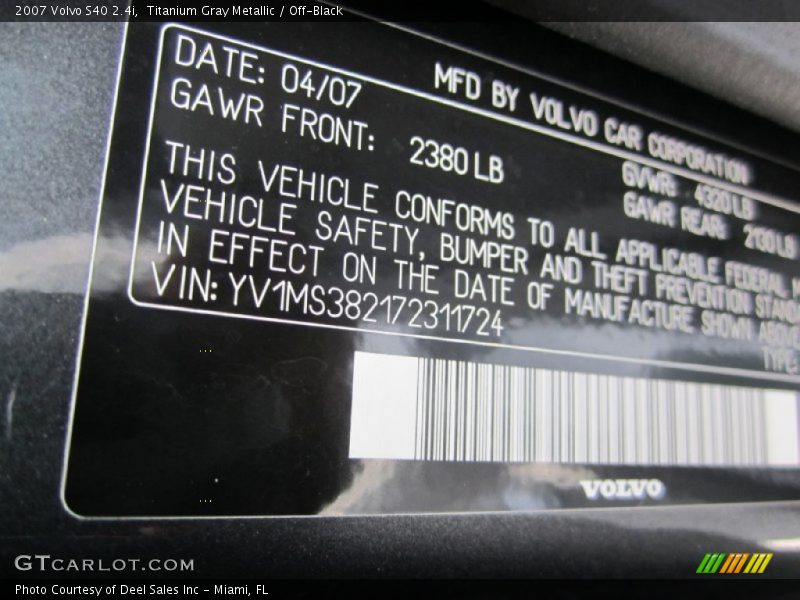 2007 Volvo S40 2.4i, Titanium Gray Metallic / Off-Black
MFD BY VOLVO CAR CORPORATION
DATE: 04/07
GVWR: 4320 LB
GAWR FRONT: 2380 LB
GAWR REAR: 2130 LB
THIS VEHICLE CONFORMS TO ALL APPLICABLE FEDERAL
VEHICLE SAFETY, BUMPER AND THEFT PREVENTION
IN EFFECT ON THE DATE OF MANUFACTURE SHOWN ABOVE
VIN: YV1MS382172311724
TYPE:
VOLVO
GTCARLOT.COM
Photo Courtesy of Deel Sales Inc - Miami, FL